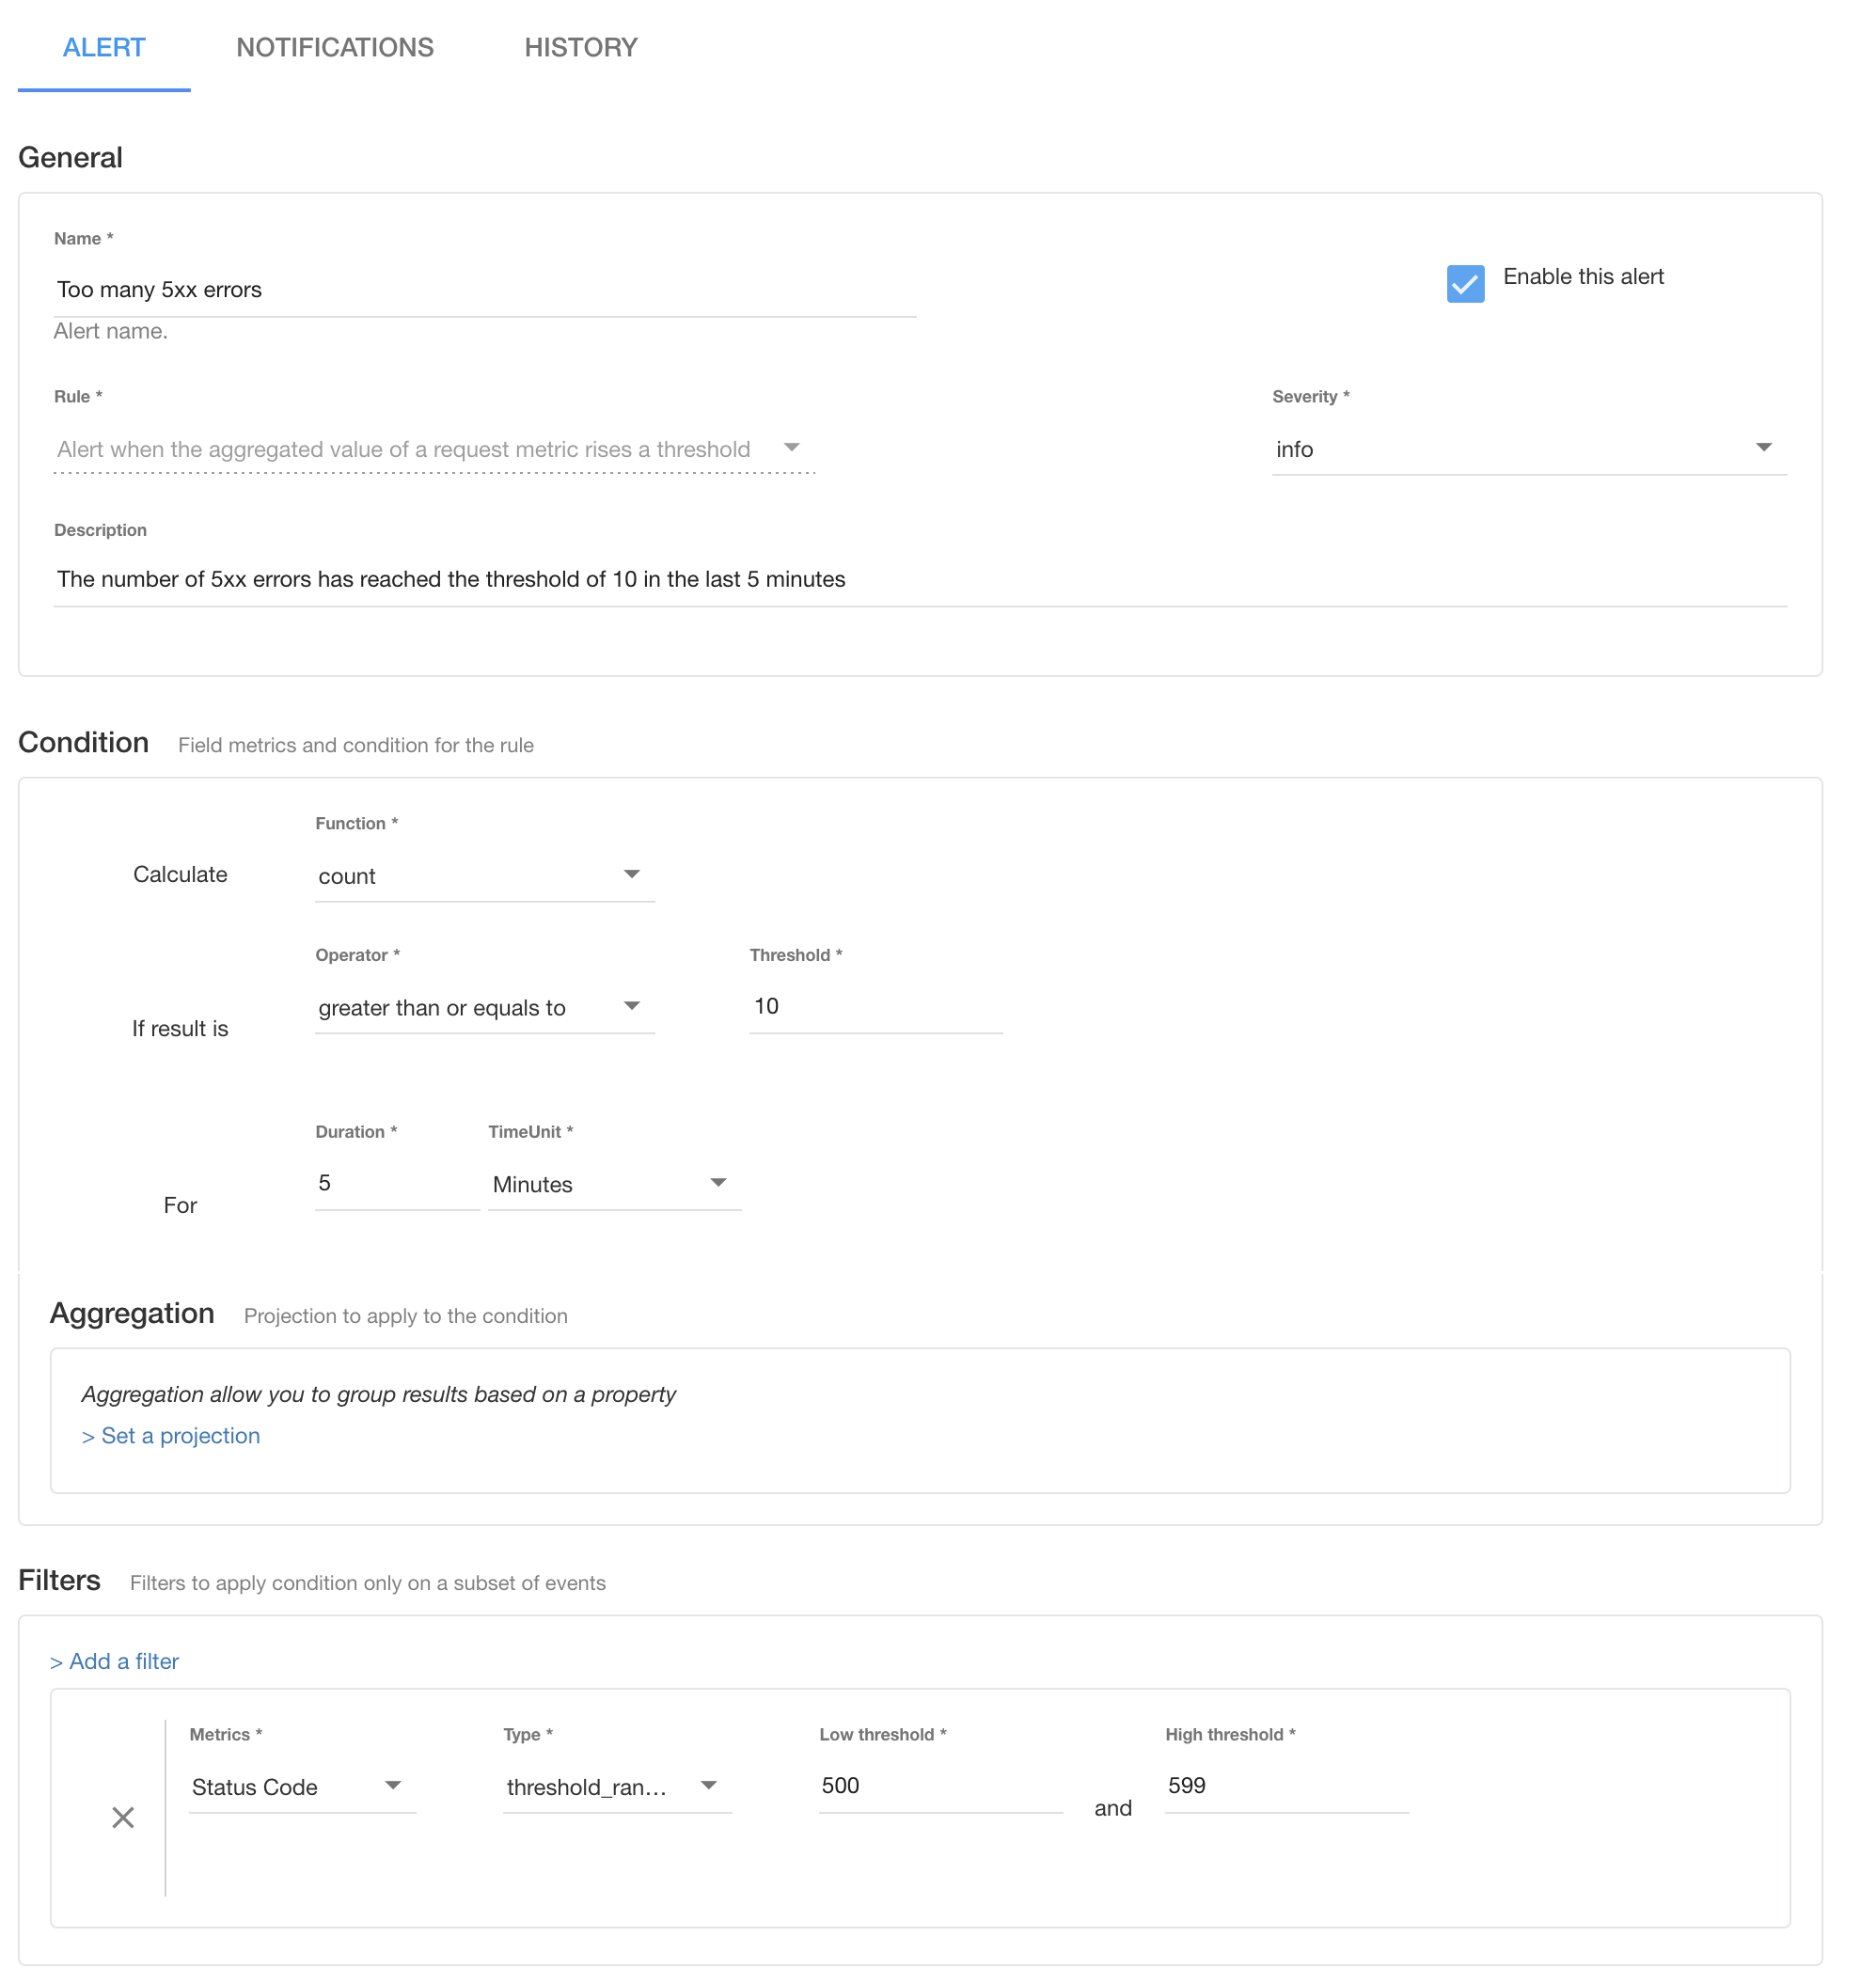 ALERT NOTIFICATIONS HISTORY
General
Name *
Too many 5xx errors
Enable this alert
Alert name.
Rule * Severity *
Alert when the aggregated value of a request metric rises a threshold info
Description
The number of 5xx errors has reached the threshold of 10 in the last 5 minutes
Condition Field metrics and condition for the rule
Function *
Calculate count
Operator * Threshold *
greater than or equals to 10
If result is
Duration * TimeUnit *
5 Minutes
For
Aggregation Projection to apply to the condition
Aggregation allow you to group results based on a property
> Set a projection
Filters Filters to apply condition only on a subset of events
> Add a filter
Metrics * Type * Low threshold * High threshold *
Status Code threshold_ran... 500 and 599